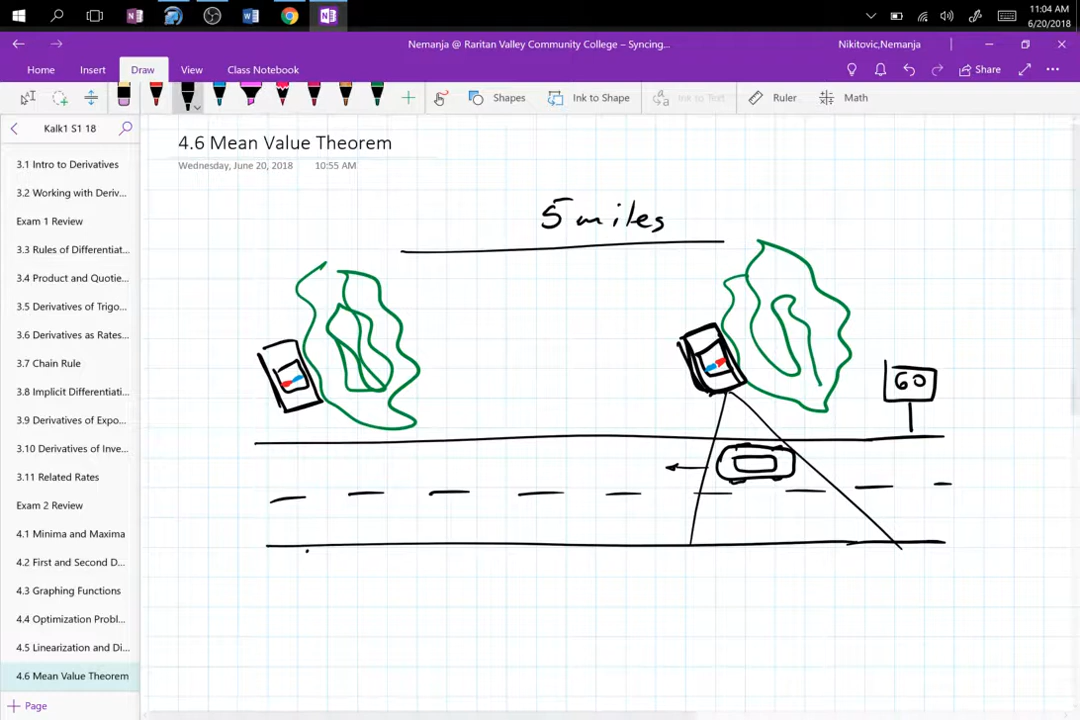 11:04 AM
6/20/2018
Nemanja @ Raritan Valley Community College – Syncing...
Nikitovic,Nemanja
Home
Insert
Draw
View
Class Notebook
Share
Shapes
Ink to Shape
Ink to Text
Ruler
Math
Kalk1 S1 18
3.1 Intro to Derivatives
3.2 Working with Deriv...
Exam 1 Review
3.3 Rules of Differentiat...
3.4 Product and Quotie...
3.5 Derivatives of Trigo...
3.6 Derivatives as Rates...
3.7 Chain Rule
3.8 Implicit Differentiati...
3.9 Derivatives of Expo...
3.10 Derivatives of Inve...
3.11 Related Rates
Exam 2 Review
4.1 Minima and Maxima
4.2 First and Second D...
4.3 Graphing Functions
4.4 Optimization Probl...
4.5 Linearization and Di...
4.6 Mean Value Theorem
Page
4.6 Mean Value Theorem
Wednesday, June 20, 2018 10:55 AM
5 miles
60